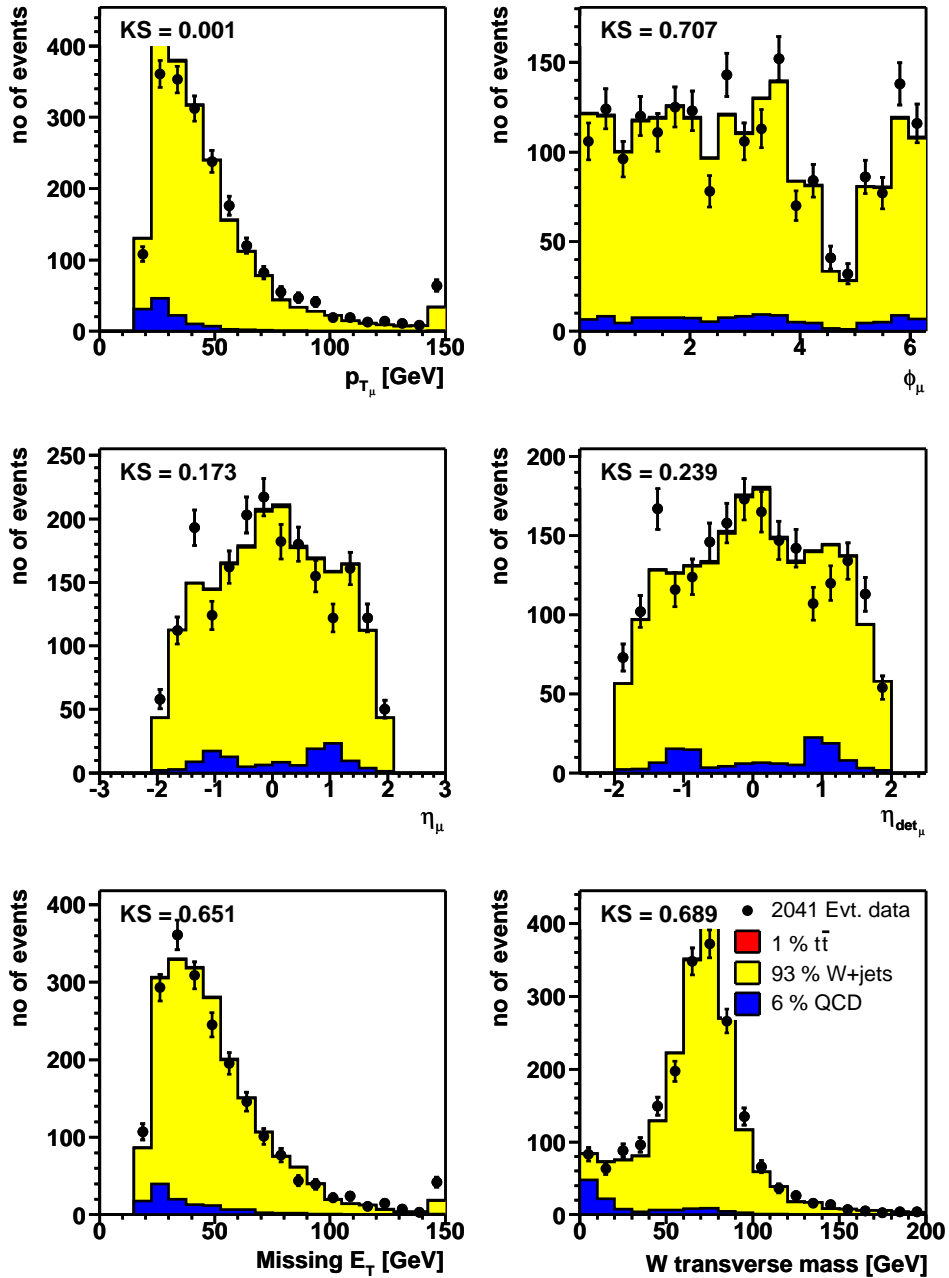 no of events
KS = 0.001
400
300
200
100
0
0 50 100 150
pTμ [GeV]
no of events
KS = 0.707
150
100
50
0
0 2 4 6
ϕμ
no of events
KS = 0.173
250
200
150
100
50
0
-3 -2 -1 0 1 2 3
ημ
no of events
KS = 0.239
200
150
100
50
0
-2 -1 0 1 2
ηdetμ
no of events
KS = 0.651
400
300
200
100
0
0 50 100 150
Missing ET [GeV]
no of events
KS = 0.689
2041 Evt. data
1 % tt̄
93 % W+jets
6 % QCD
400
300
200
100
0
0 50 100 150 200
W transverse mass [GeV]